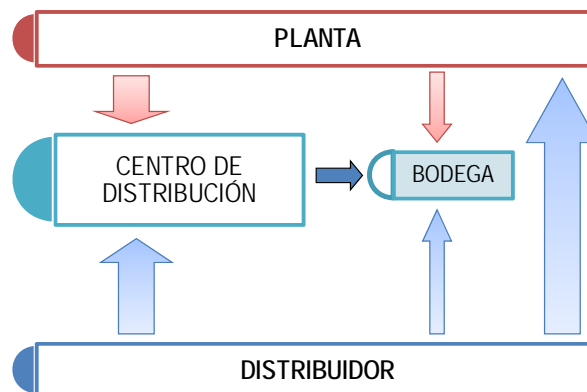 PLANTA
CENTRO DE
DISTRIBUCIÓN
BODEGA
DISTRIBUIDOR